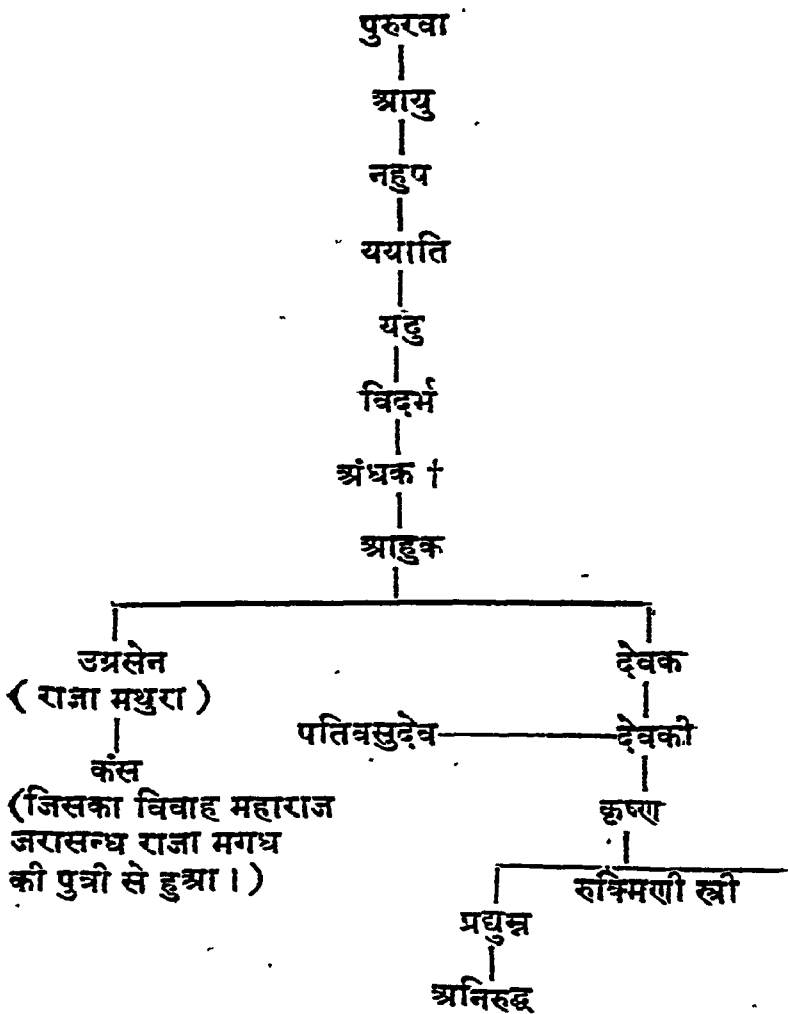 पुरुरवा
आयु
नहुप
ययाति
यदु
विदर्भ
अंधक †
आहुक
उग्रसेन
देवक
( राजा मथुरा )
पतिवसुदेव
देवकी
कंस
(जिसका विवाह महाराज
जरासन्ध राजा मगध
की पुत्री से हुआ।)
कृष्ण
रुक्मिणी स्त्री
प्रद्युम्न
अनिरुद्ध